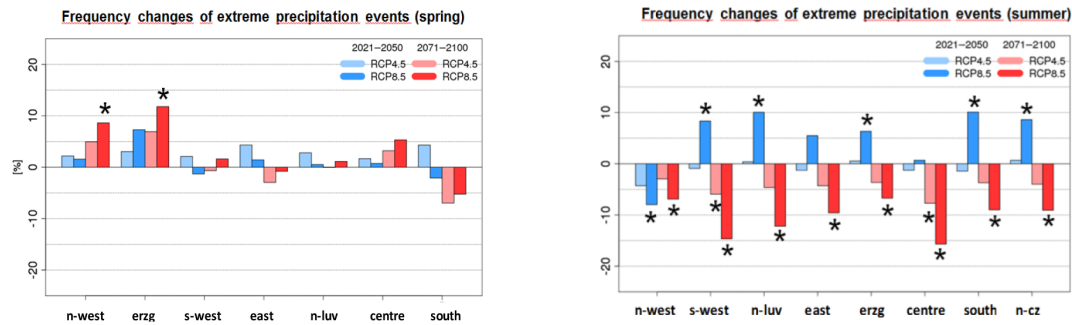 Frequency changes of extreme precipitation events (spring)
2021–2050 2071–2100
RCP4.5 RCP4.5
RCP8.5 RCP8.5
20
10
0
-10
-20
[%]
* *
n-west erzg s-west east n-luv centre south
Frequency changes of extreme precipitation events (summer)
2021–2050 2071–2100
RCP4.5 RCP4.5
RCP8.5 RCP8.5
20
10
0
-10
-20
* * * * *
* * * * * * * * * *
n-west s-west n-luv east erzg centre south n-cz